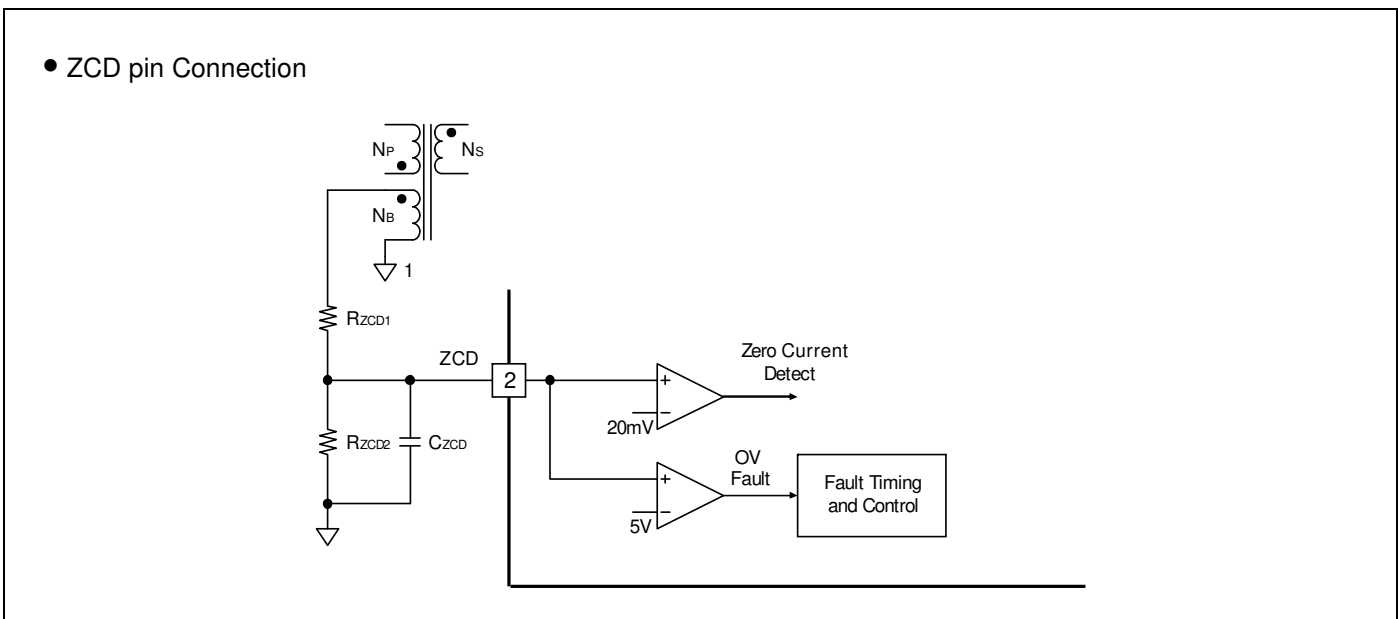 ● ZCD pin Connection
NP
NS
NB
1
RZCD1
ZCD
2
Zero Current
Detect
+
−
20mV
RZCD2
CZCD
OV
Fault
+
−
5V
Fault Timing
and Control